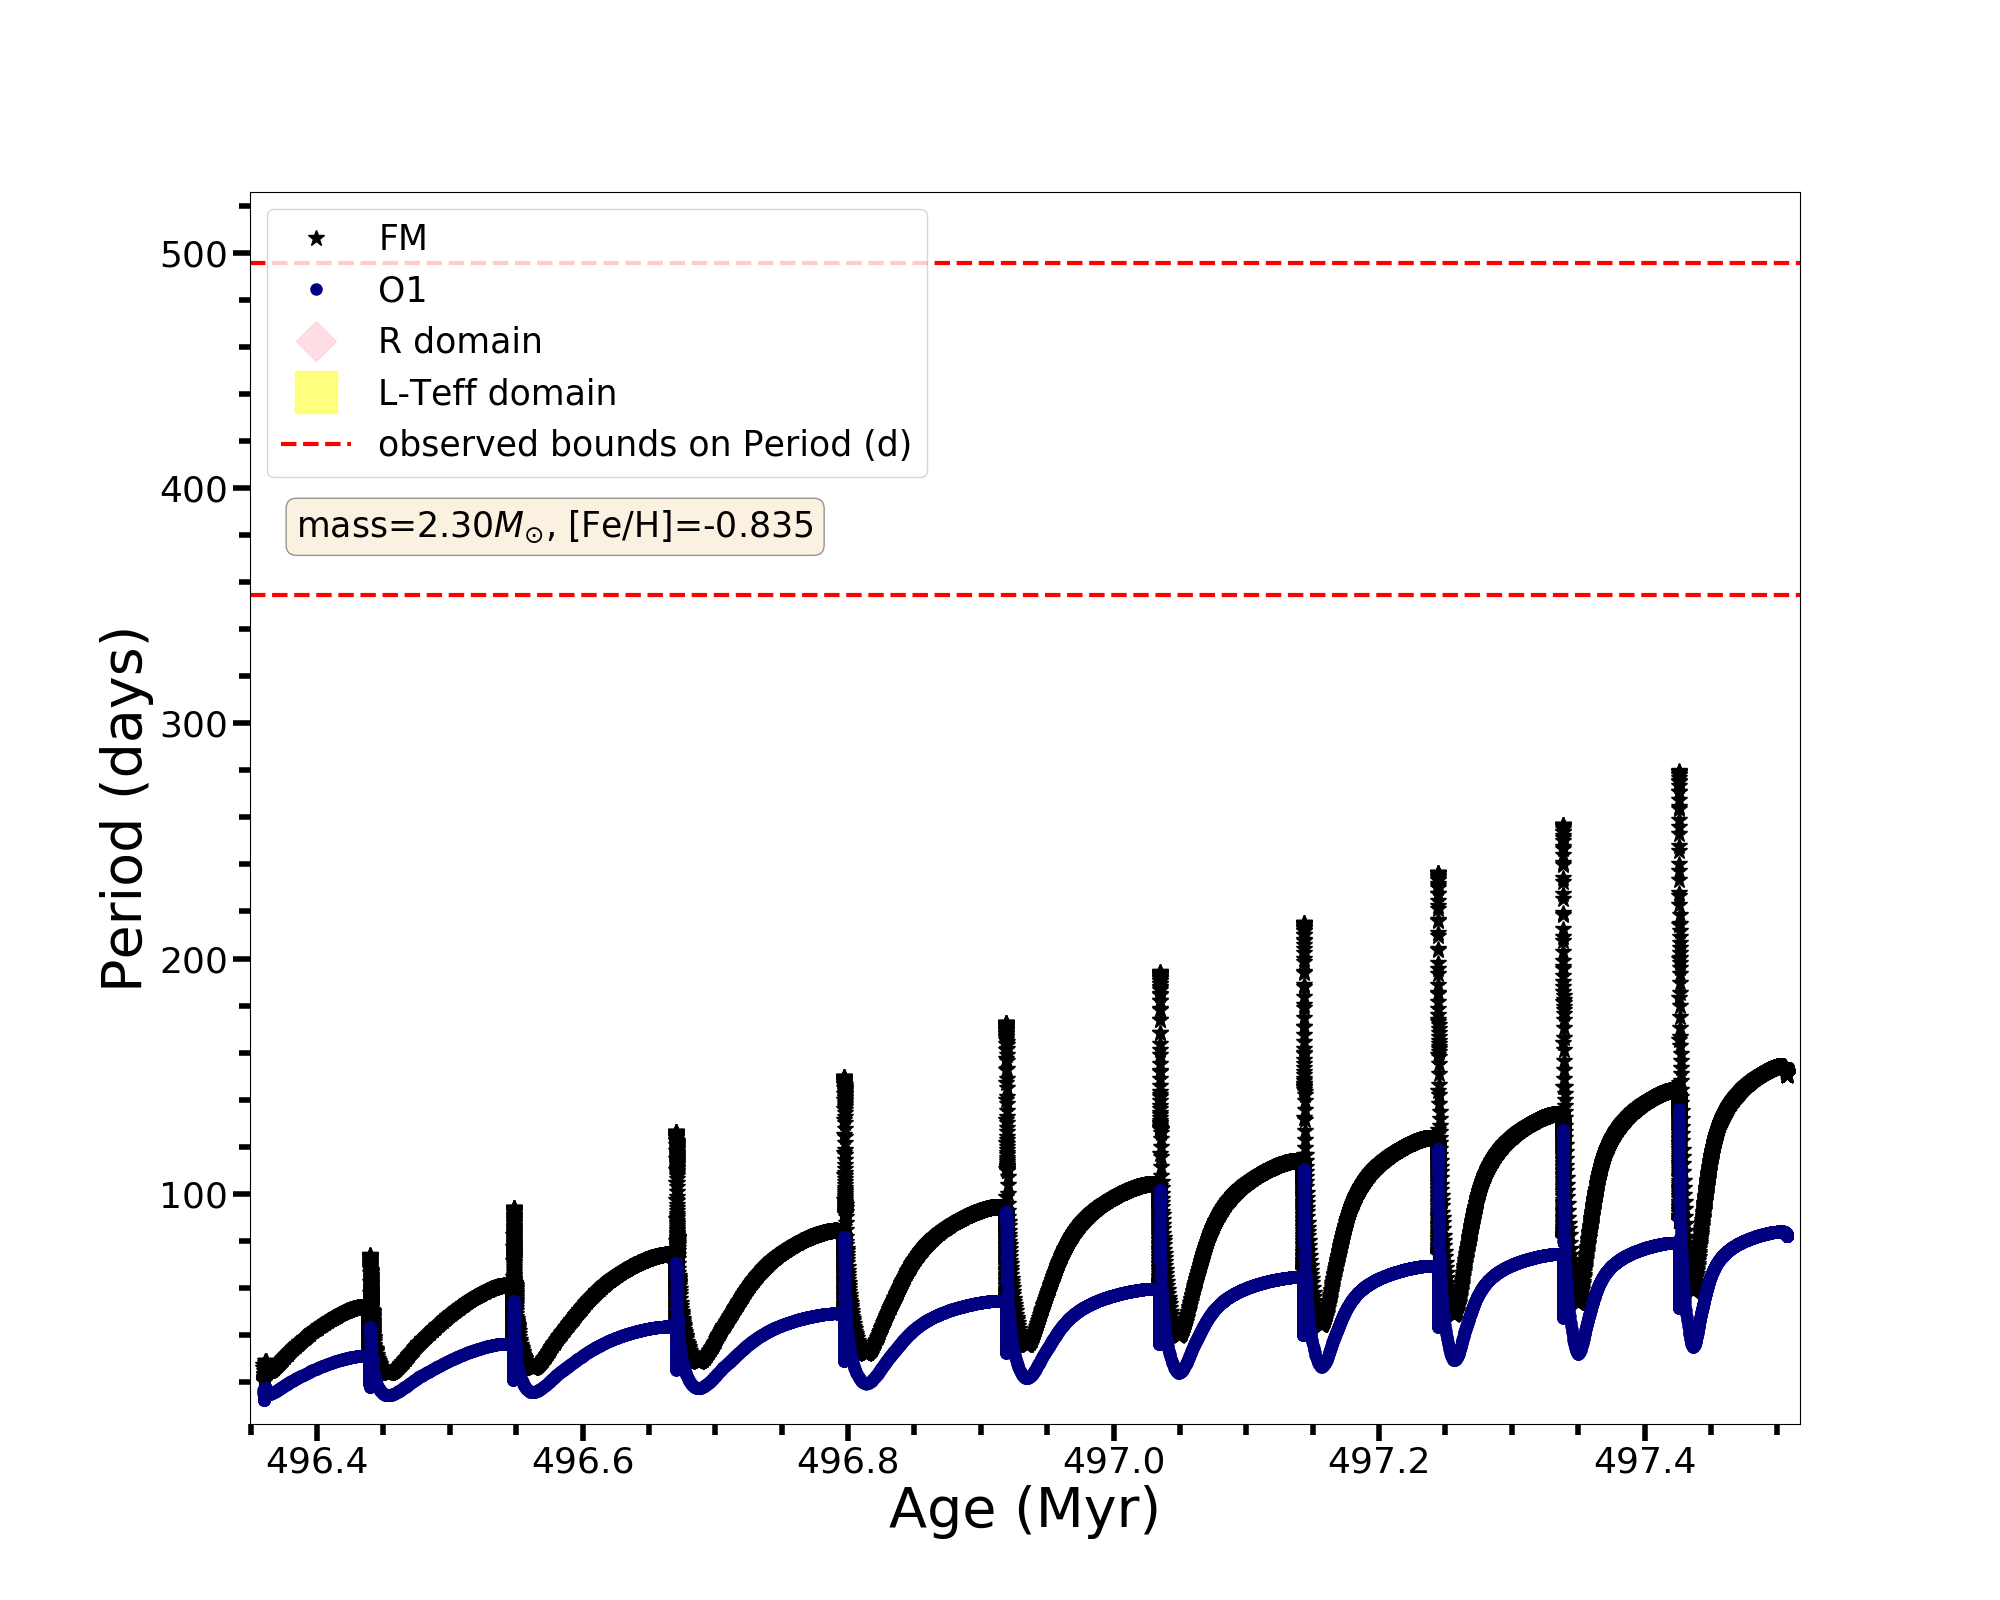 FM
O1
R domain
L-Teff domain
observed bounds on Period (d)
mass=2.30M☉, [Fe/H]=-0.835
Period (days)
500
400
300
200
100
496.4 496.6 496.8 497.0 497.2 497.4
Age (Myr)